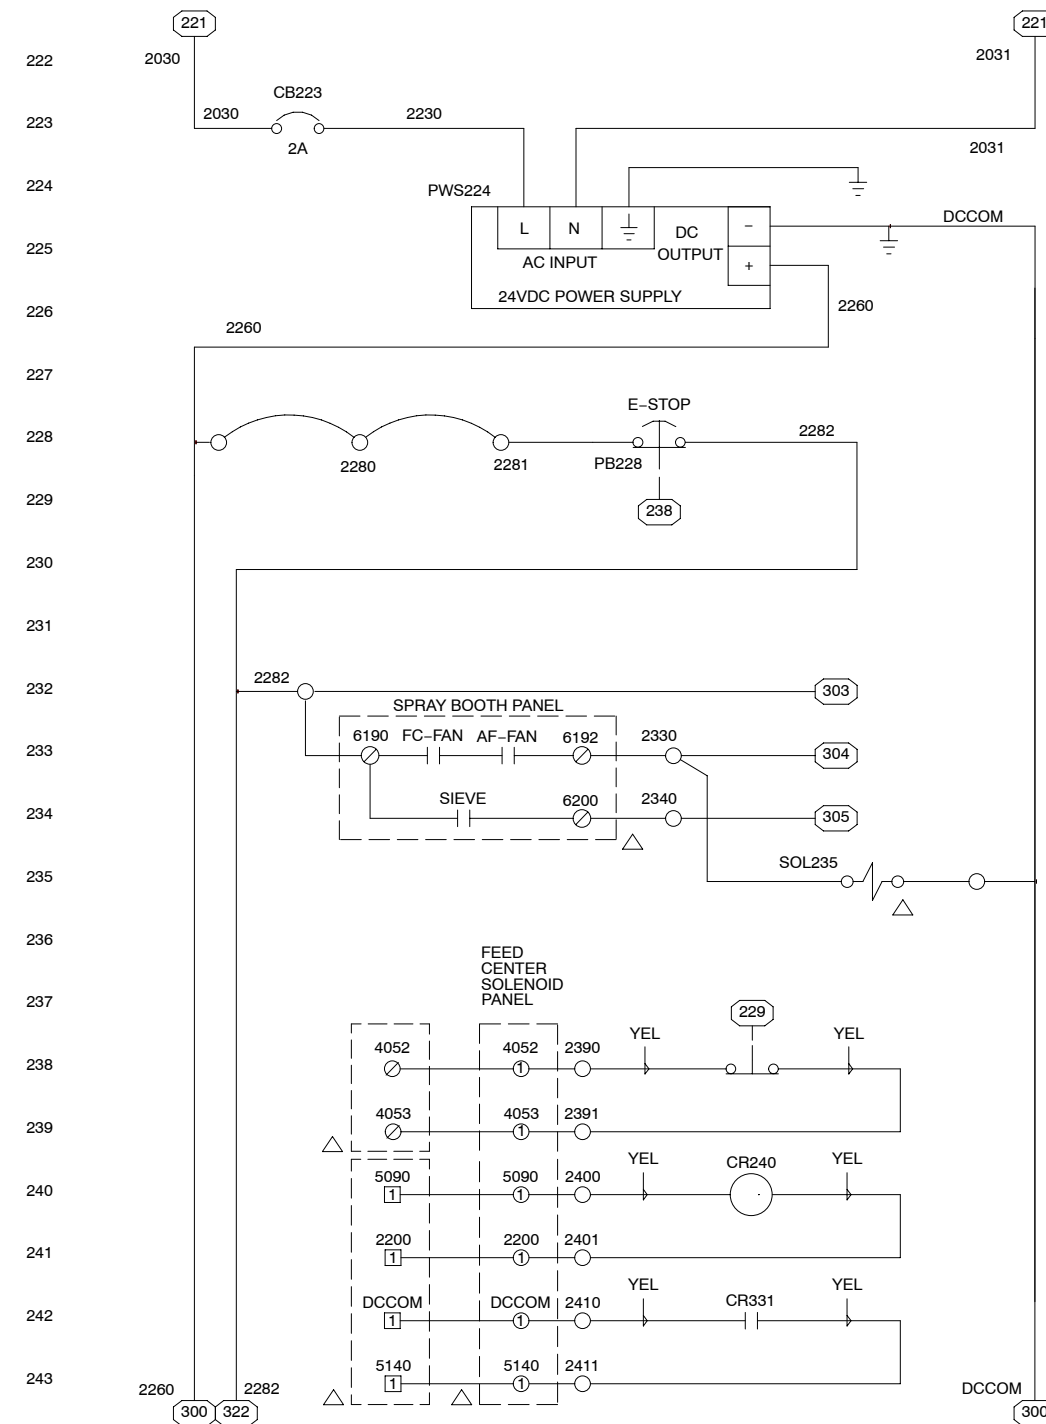 221 221
222 2030 2031
CB223
223 2030 2230
2A 2031
224 PWS224
L N DC − DCCOM
225 OUTPUT
AC INPUT +
24VDC POWER SUPPLY
226 2260
2260
227
E−STOP
228 2282
2280 2281 PB228
229
238
230
231
2282
232 303
SPRAY BOOTH PANEL
6190 FC−FAN AF−FAN 6192 2330
233 304
SIEVE 6200 2340
234 305
SOL235
235
236
FEED
CENTER
SOLENOID
237 PANEL
229
YEL YEL
4052 4052 2390
238 1
4053 4053 2391
239 1
YEL CR240 YEL
5090 5090 2400
240 1 1
2200 2200 2401
241 1 1
YEL CR331 YEL
DCCOM DCCOM 2410
242 1 1
5140 5140 2411
243 1 1
2260 2282 DCCOM
300 322 300